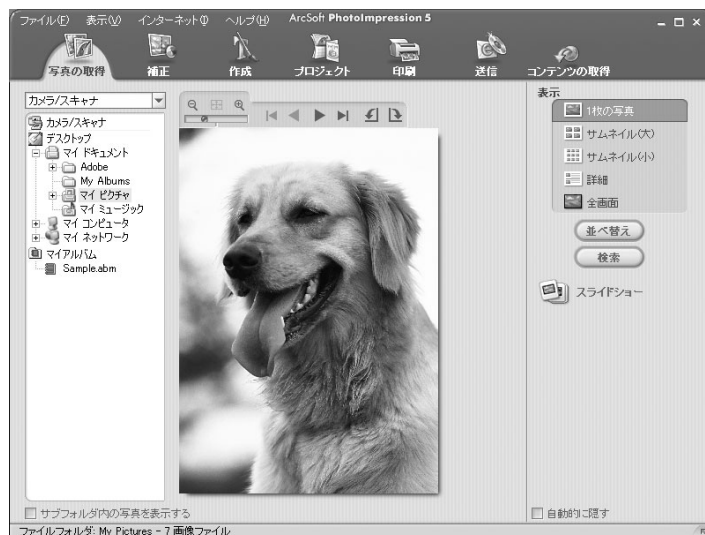 ファイル(F) 表示(V) インターネット(I) ヘルプ(H) ArcSoft PhotoImpression 5
写真の取得 補正 作成 プロジェクト 印刷 送信 コンテンツの取得
カメラ/スキャナ
カメラ/スキャナ
デスクトップ
マイ ドキュメント
Adobe
My Albums
マイ ピクチャ
マイ ミュージック
マイ コンピュータ
マイ ネットワーク
マイアルバム
Sample.abm
サブフォルダ内の写真を表示する
表示
1枚の写真
サムネイル(大)
サムネイル(小)
詳細
全画面
並べ替え
検索
スライドショー
自動的に隠す
ファイルフォルダ: My Pictures - 7 画像ファイル